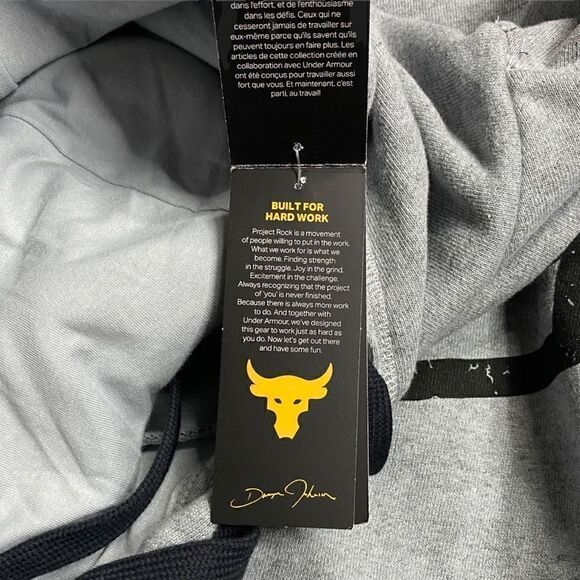 dans l'effort, et de l'enthousiasme
dans les défis. Ceux qui ne
cesseront jamais de travailler sur
eux-même parce qu'ils savent qu'ils
peuvent toujours en faire plus. Les
articles de cette collection créée en
collaboration avec Under Armour
ont été conçus pour travailler aussi
fort que vous. Et maintenant, c'est
parti, au travail!
BUILT FOR
HARD WORK
Project Rock is a movement
of people willing to put in the work.
What we work for is what we
become. Finding strength
in the struggle. Joy in the grind.
Excitement in the challenge.
Always recognizing that the project
of 'you' is never finished.
Because there is always more work
to do. And together with
Under Armour, we've designed
this gear to work just as hard as
you do. Now let's get out there
and have some fun.
Dwayne Johnson